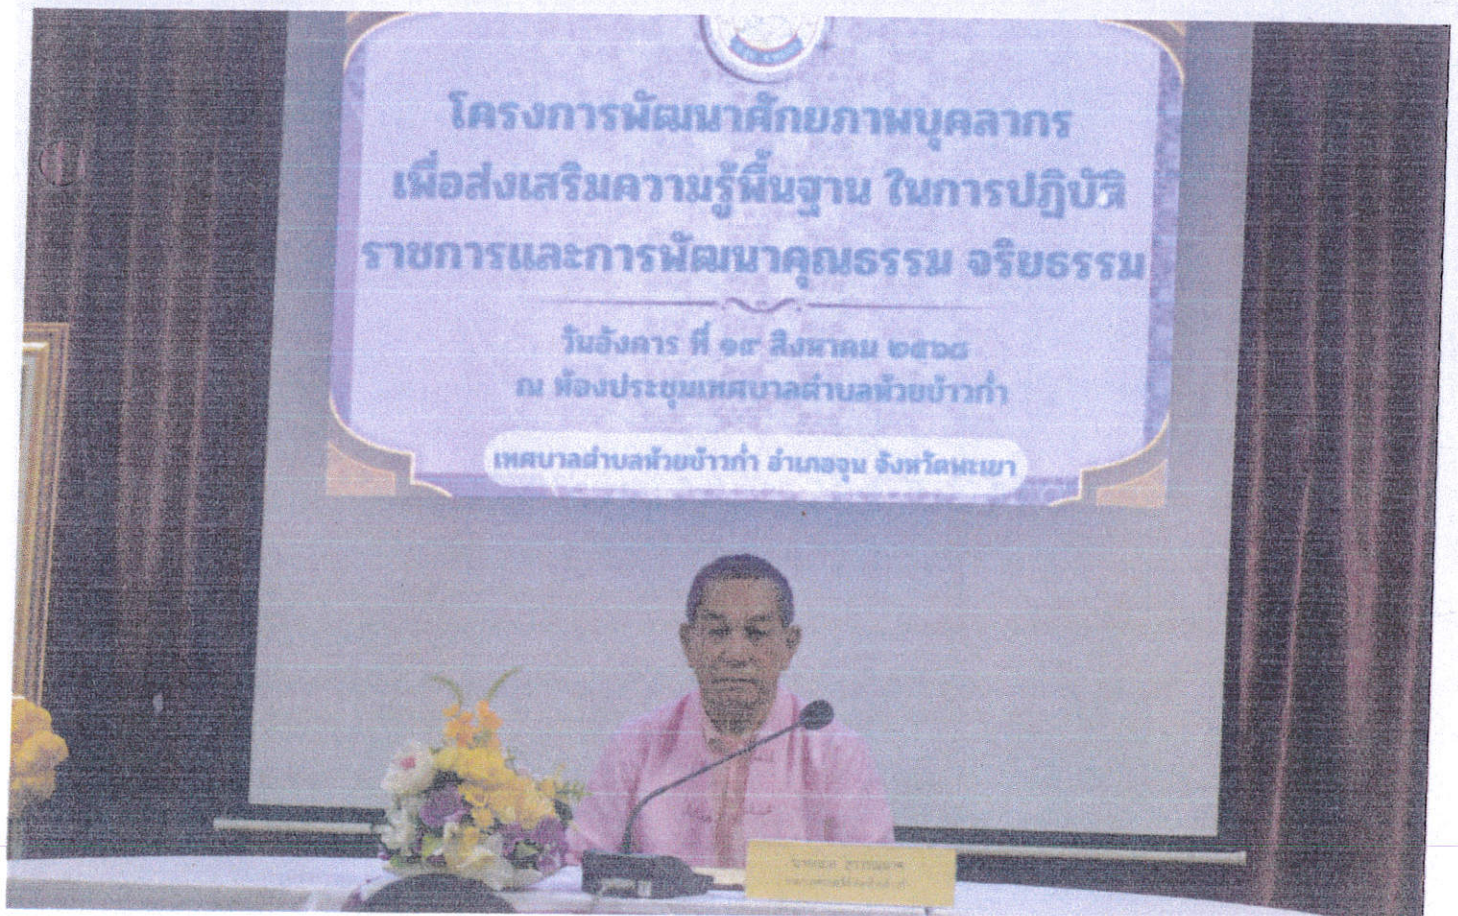 โครงการพัฒนาศักยภาพบุคลากร
เพื่อส่งเสริมความรู้พื้นฐาน ในการปฏิบัติ
ราชการและการพัฒนาคุณธรรม จริยธรรม
วันอังคาร ที่ ๑๙ สิงหาคม ๒๕๖๘
ณ ห้องประชุมเทศบาลตำบลห้วยข้าวก่ำ
เทศบาลตำบลห้วยข้าวก่ำ อำเภอจุน จังหวัดพะเยา